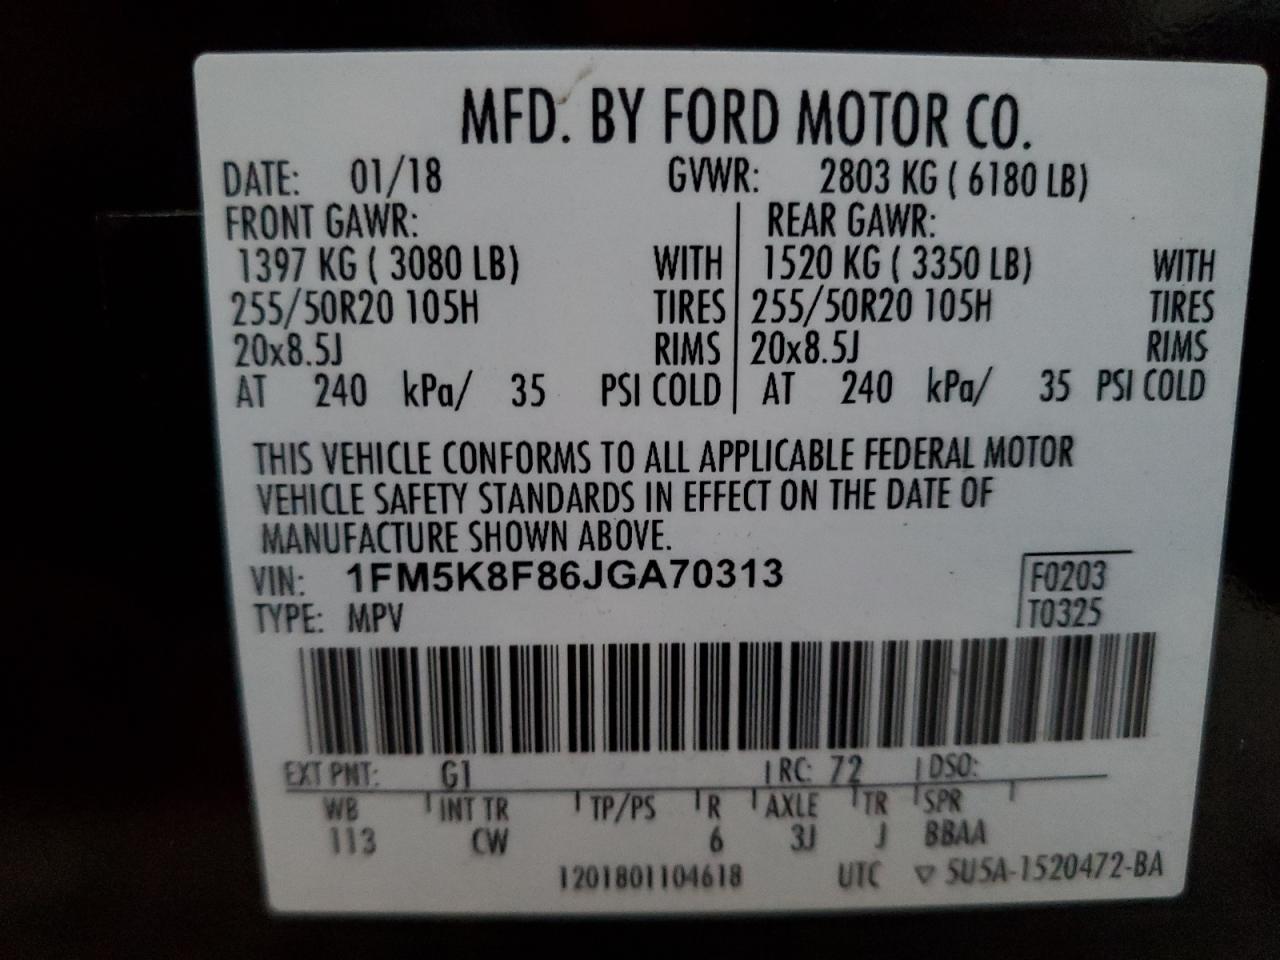 MFD. BY FORD MOTOR CO.
DATE: 01/18 GVWR: 2803 KG ( 6180 LB)
FRONT GAWR: REAR GAWR:
1397 KG ( 3080 LB) WITH 1520 KG ( 3350 LB) WITH
255/50R20 105H TIRES 255/50R20 105H TIRES
20x8.5J RIMS 20x8.5J RIMS
AT 240 kPa/ 35 PSI COLD AT 240 kPa/ 35 PSI COLD
THIS VEHICLE CONFORMS TO ALL APPLICABLE FEDERAL MOTOR
VEHICLE SAFETY STANDARDS IN EFFECT ON THE DATE OF
MANUFACTURE SHOWN ABOVE.
VIN: 1FM5K8F86JGA70313 F0203
TYPE: MPV T0325
EXT PNT: G1 RC: 72 DSO:
WB INT TR TP/PS R AXLE TR SPR
113 CW 6 3J J BBAA
1201801104618 UTC ▽ 5U5A-1520472-BA